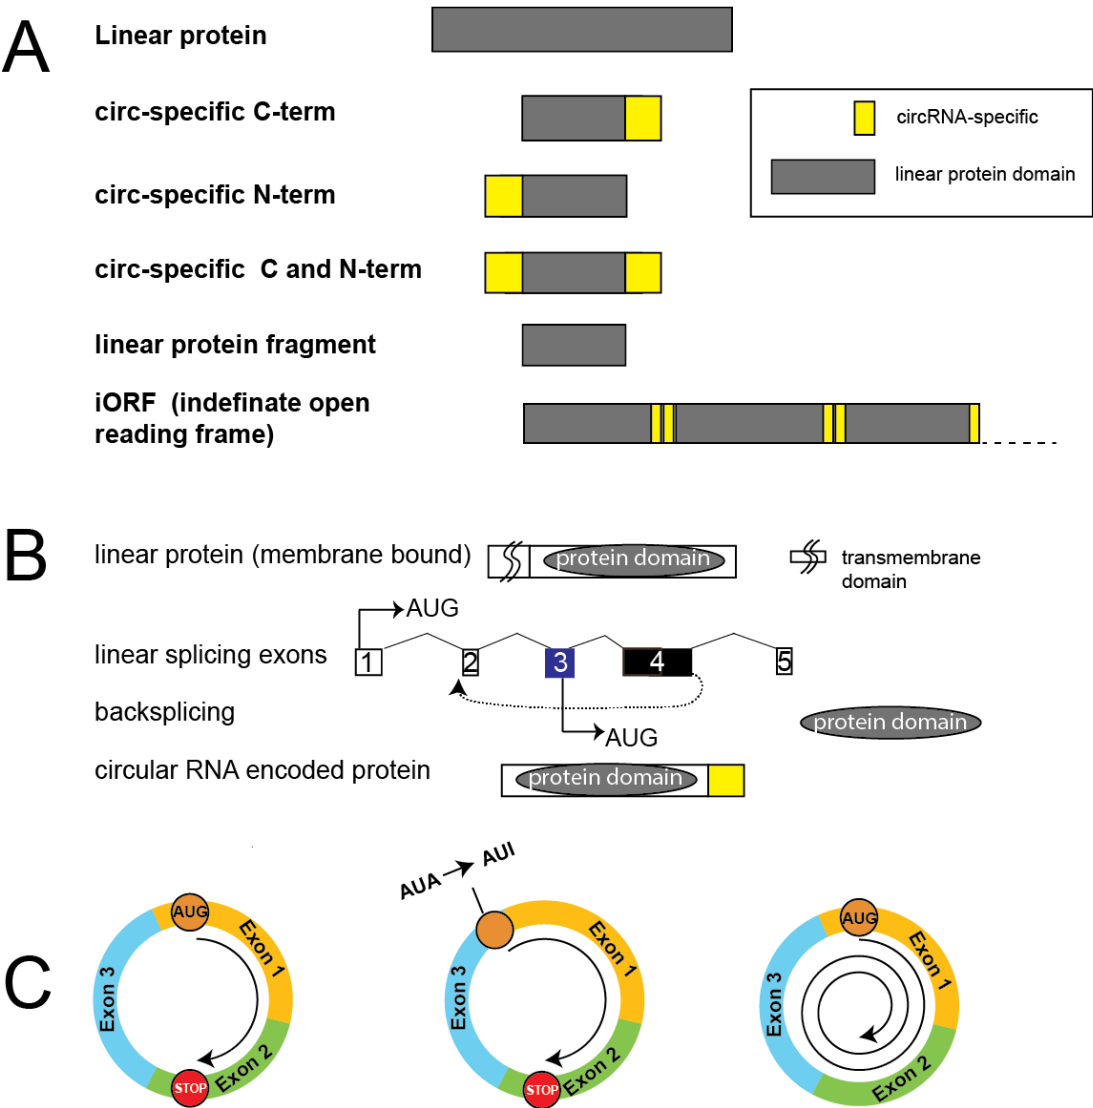 A
Linear protein
circ-specific C-term
circRNA-specific
circ-specific N-term
linear protein domain
circ-specific  C and N-term
linear protein fragment
iORF  (indefinate open
reading frame)
B
linear protein (membrane bound)
protein domain
transmembrane
domain
AUG
linear splicing exons
1
2
3
4
5
backsplicing
AUG
protein domain
circular RNA encoded protein
protein domain
C
AUG
Exon 1
Exon 2
Exon 3
STOP
AUA
AUI
Exon 1
Exon 2
Exon 3
STOP
AUG
Exon 1
Exon 2
Exon 3